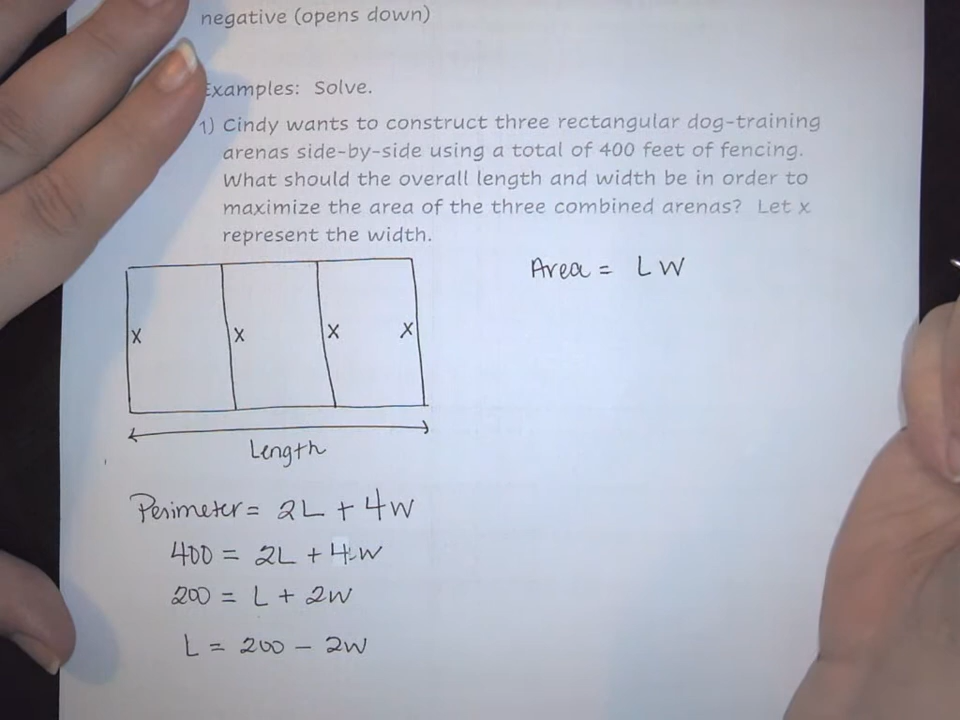 negative (opens down)
Examples: Solve.
1) Cindy wants to construct three rectangular dog-training
arenas side-by-side using a total of 400 feet of fencing.
What should the overall length and width be in order to
maximize the area of the three combined arenas? Let x
represent the width.
Area = L W
x x x x
Length
Perimeter = 2L + 4W
400 = 2L + 4W
200 = L + 2W
L = 200 - 2W